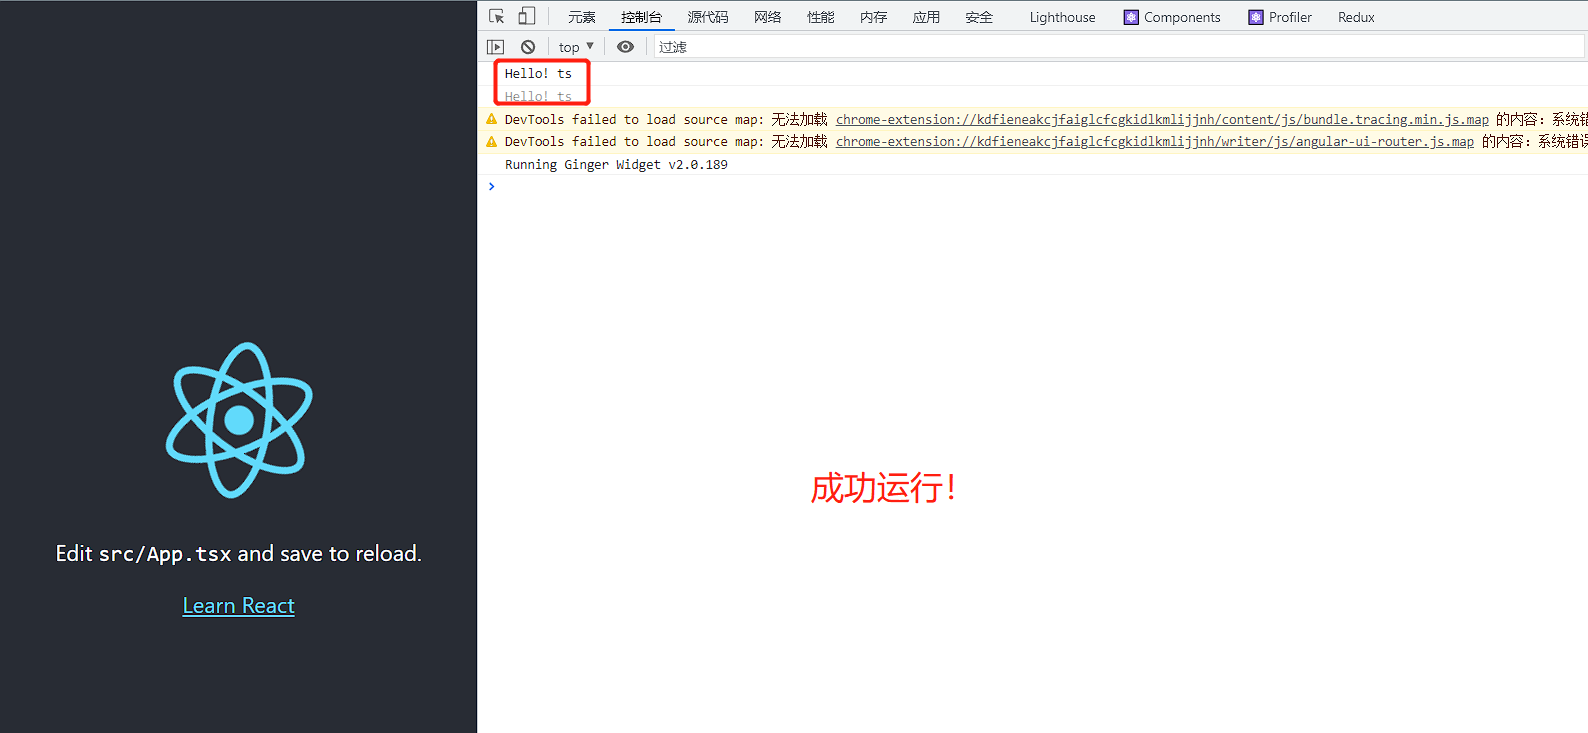 元素 控制台 源代码 网络 性能 内存 应用 安全 Lighthouse Components Profiler Redux
top ▼ 过滤
Hello! ts
Hello! ts
DevTools failed to load source map: 无法加载 chrome-extension://kdfieneakcjfaiglcfcgkidlkmlijjnh/content/js/bundle.tracing.min.js.map 的内容：系统错
DevTools failed to load source map: 无法加载 chrome-extension://kdfieneakcjfaiglcfcgkidlkmlijjnh/writer/js/angular-ui-router.js.map 的内容：系统错误
Running Ginger Widget v2.0.189
成功运行！
Edit src/App.tsx and save to reload.
Learn React